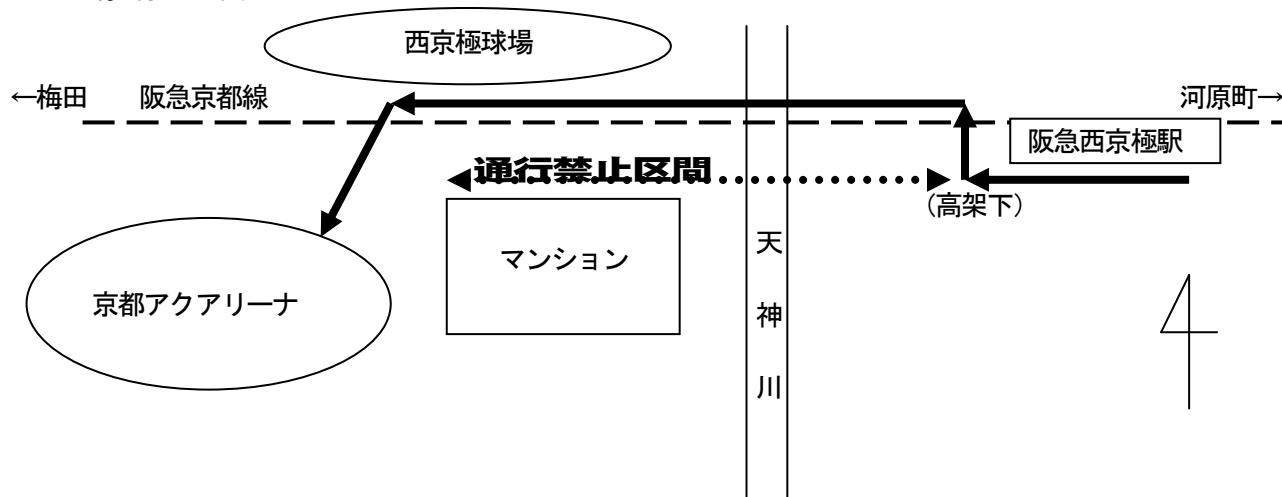 西京極球場
←梅田 阪急京都線 河原町→
阪急西京極駅
通行禁止区間
(高架下)
マンション
天神川
京都アクアリーナ